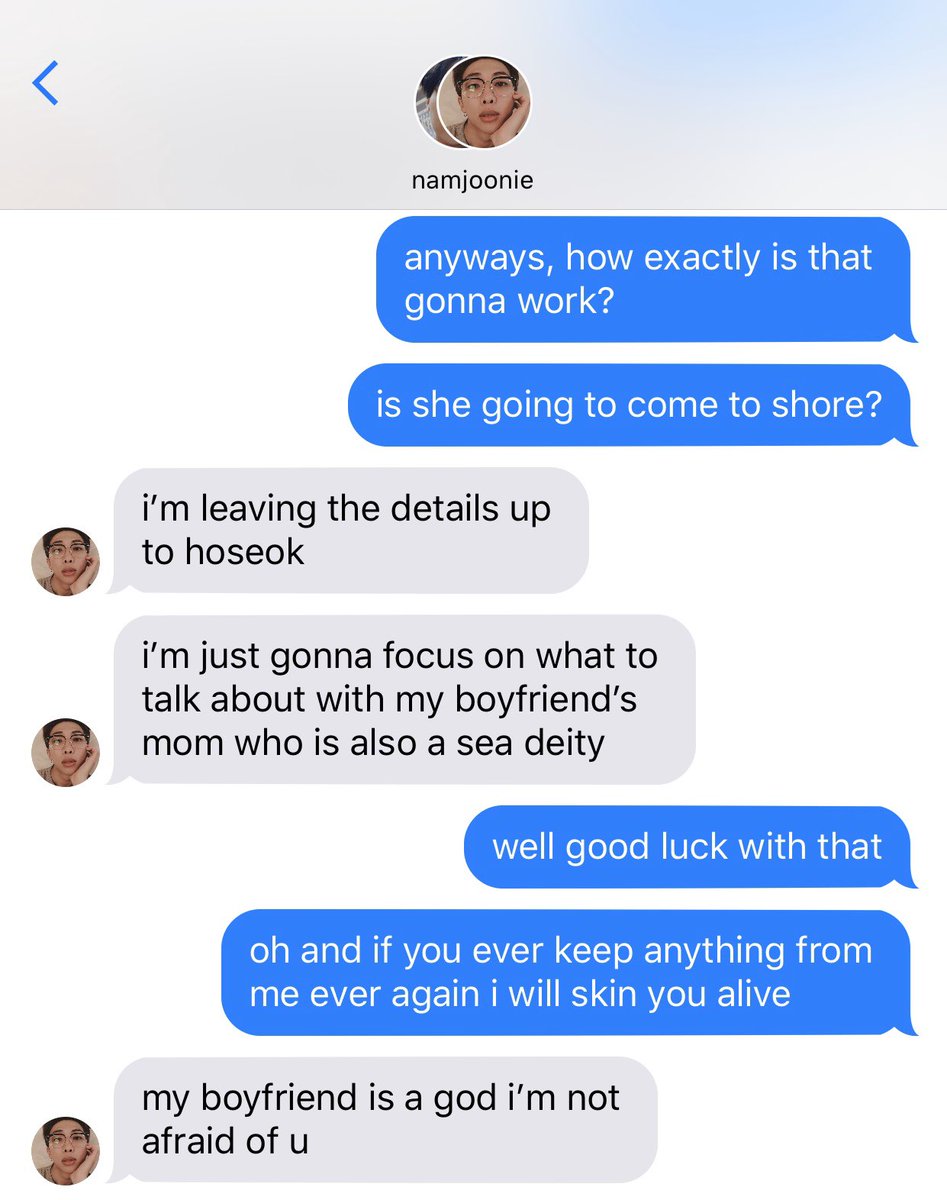 namjoonie
anyways, how exactly is that
gonna work?
is she going to come to shore?
i’m leaving the details up
to hoseok
i’m just gonna focus on what to
talk about with my boyfriend’s
mom who is also a sea deity
well good luck with that
oh and if you ever keep anything from
me ever again i will skin you alive
my boyfriend is a god i’m not
afraid of u